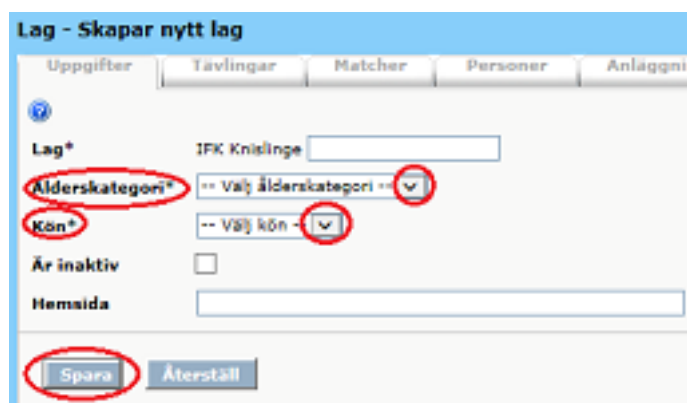 Lag - Skapar nytt lag
Uppgifter Tävlingar Matcher Personer Anläggni
Lag* IFK Knislinge
Ålderskategori* -- Välj ålderskategori --
Kön* -- Välj kön -
Är inaktiv
Hemsida
Spara Återställ